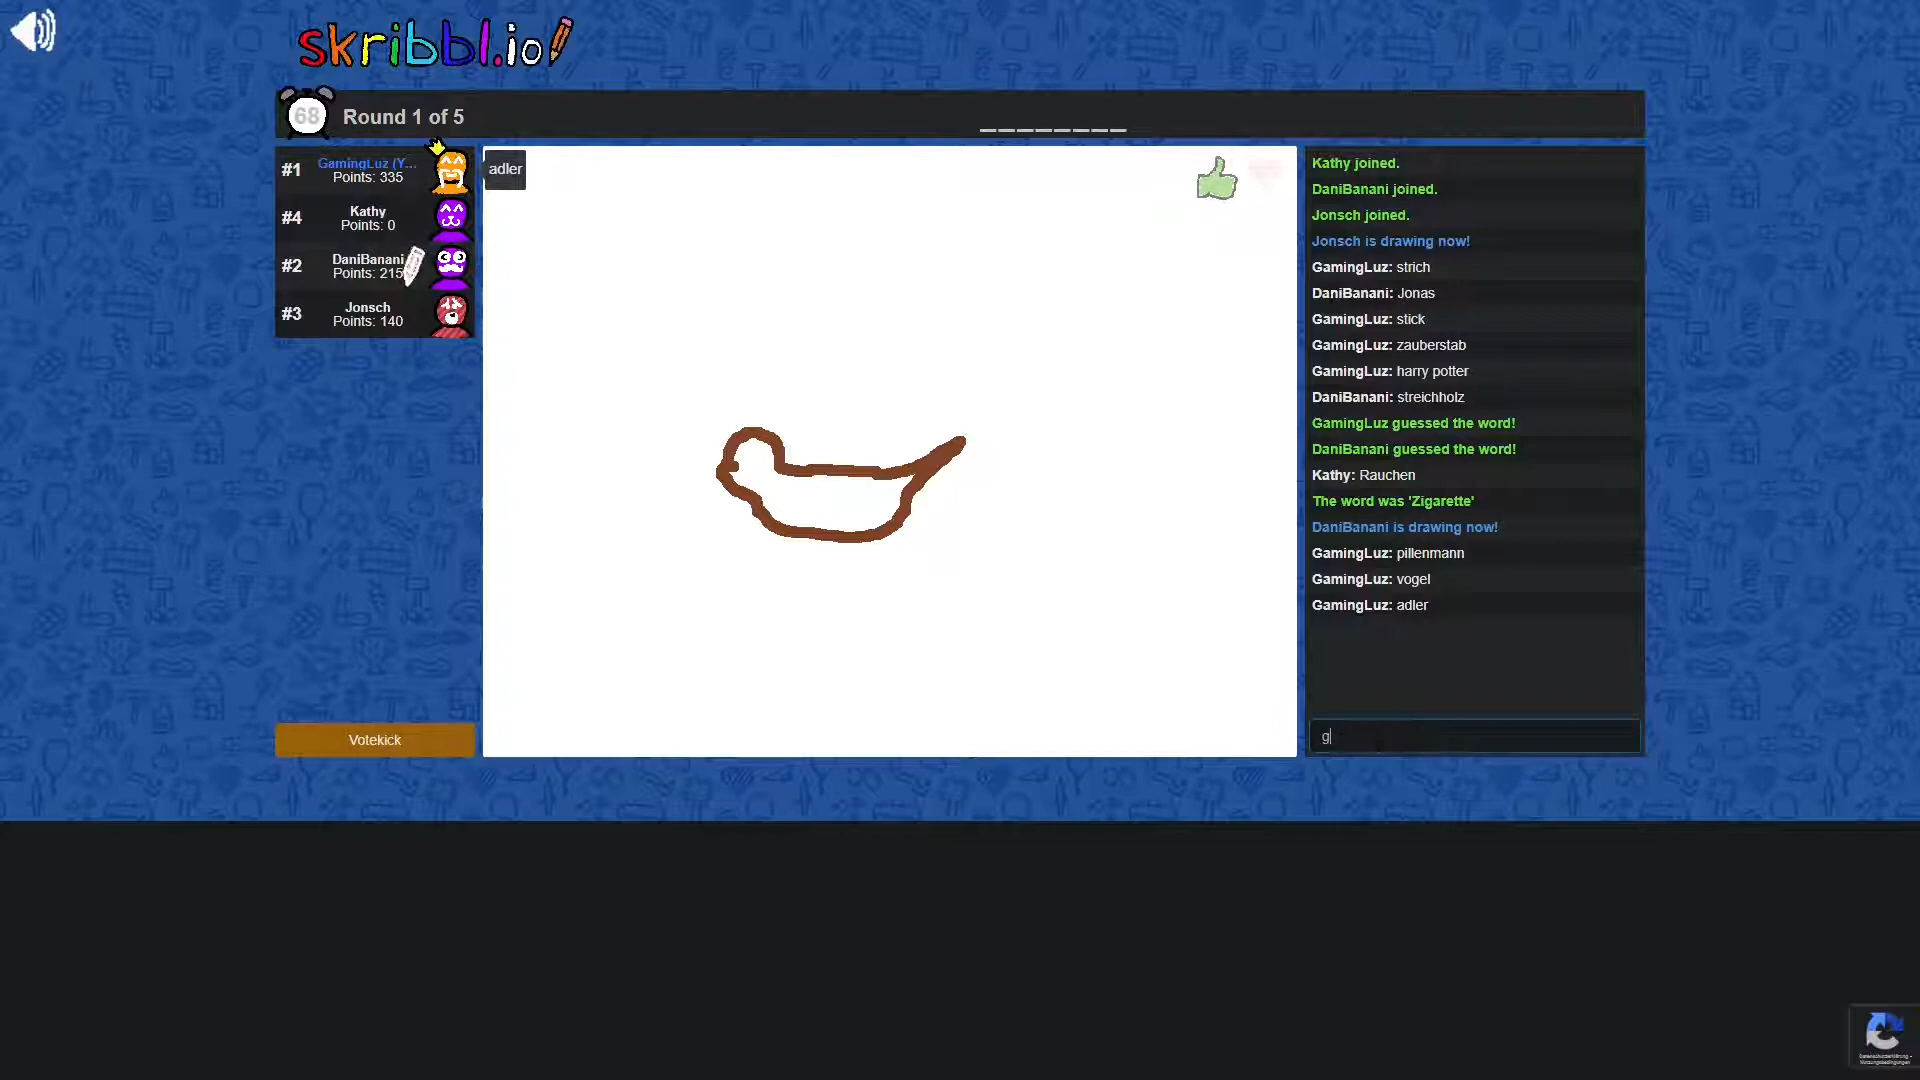 skribbl.io
68
Round 1 of 5
________
#1
GamingLuz (Y...
Points: 335
#4
Kathy
Points: 0
#2
DaniBanani
Points: 215
#3
Jonsch
Points: 140
Votekick
adler
Kathy joined.
DaniBanani joined.
Jonsch joined.
Jonsch is drawing now!
GamingLuz: strich
DaniBanani: Jonas
GamingLuz: stick
GamingLuz: zauberstab
GamingLuz: harry potter
DaniBanani: streichholz
GamingLuz guessed the word!
DaniBanani guessed the word!
Kathy: Rauchen
The word was 'Zigarette'
DaniBanani is drawing now!
GamingLuz: pillenmann
GamingLuz: vogel
GamingLuz: adler
g